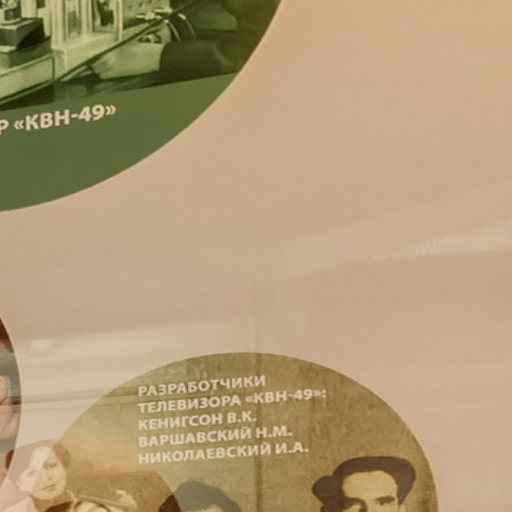 Р «КВН-49»
РАЗРАБОТЧИКИ
ТЕЛЕВИЗОРА «КВН-49»:
КЕНИГСОН В.К.
ВАРШАВСКИЙ Н.М.
НИКОЛАЕВСКИЙ И.А.